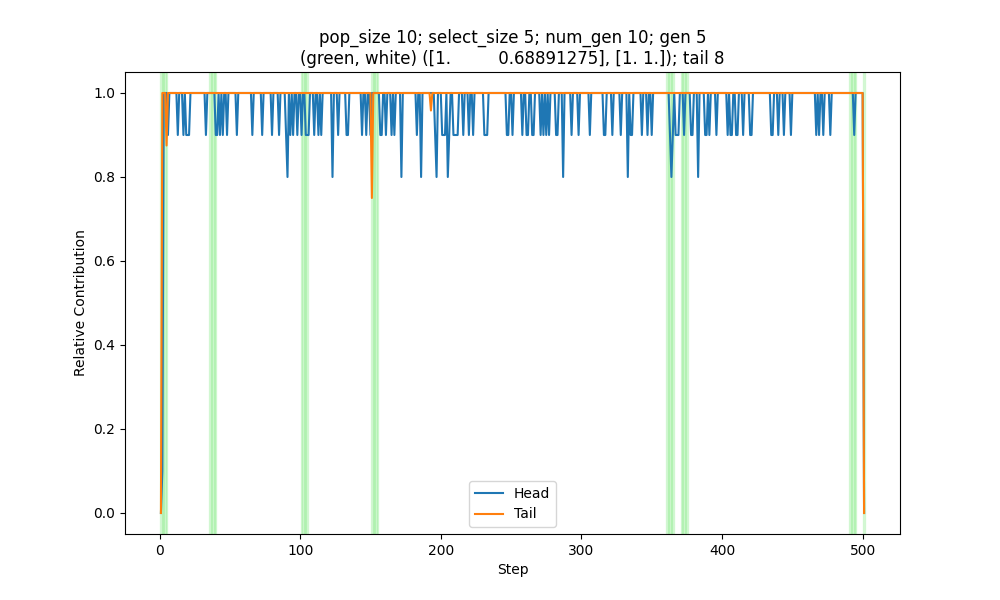 pop_size 10; select_size 5; num_gen 10; gen 5
(green, white) ([1. 0.68891275], [1. 1.]); tail 8
Relative Contribution
1.0
0.8
0.6
0.4
0.2
0.0
Head
Tail
0 100 200 300 400 500
Step